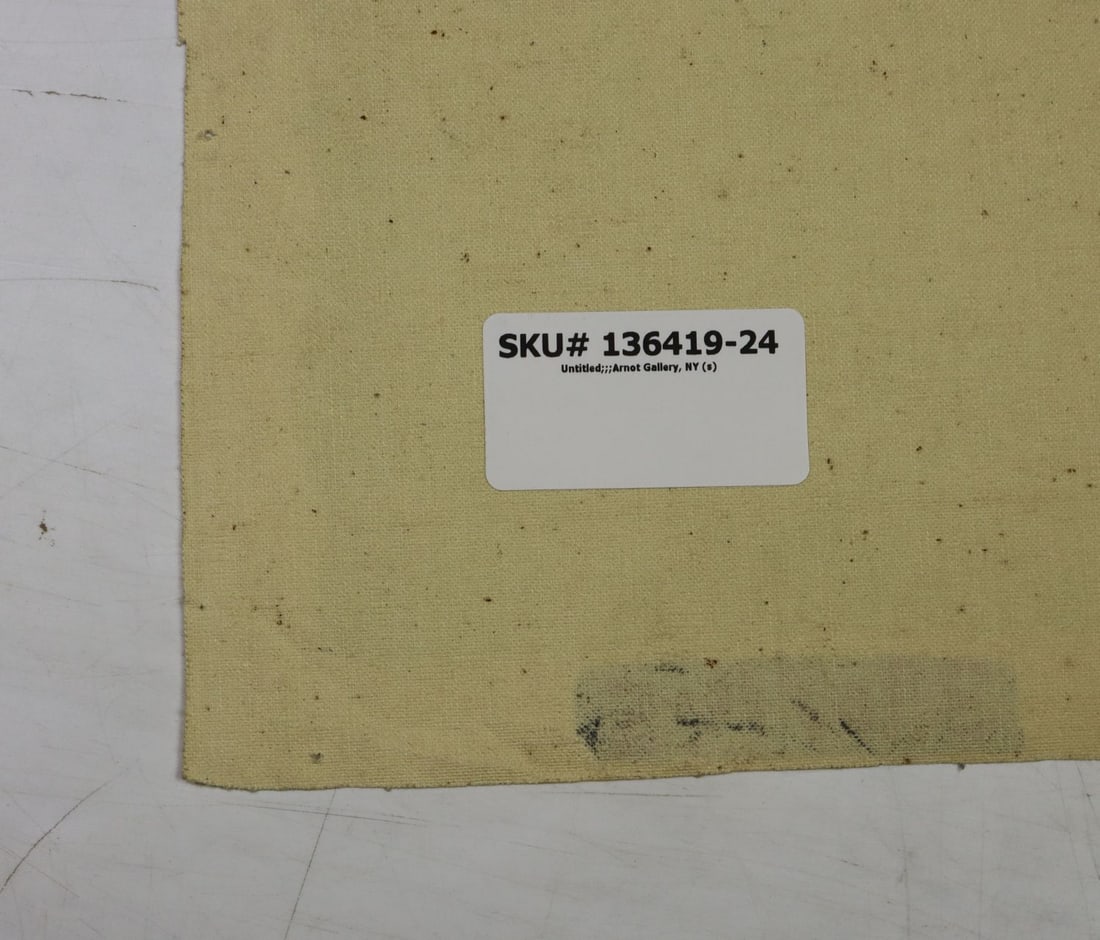 SKU# 136419-24
Untitled;;;Arnot Gallery, NY (s)